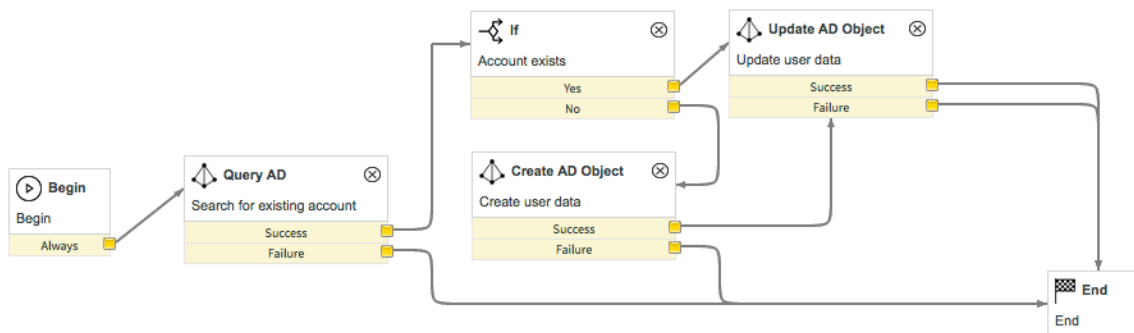 If
Account exists
Yes
No
Update AD Object
Update user data
Success
Failure
Begin
Begin
Always
Query AD
Search for existing account
Success
Failure
Create AD Object
Create user data
Success
Failure
End
End